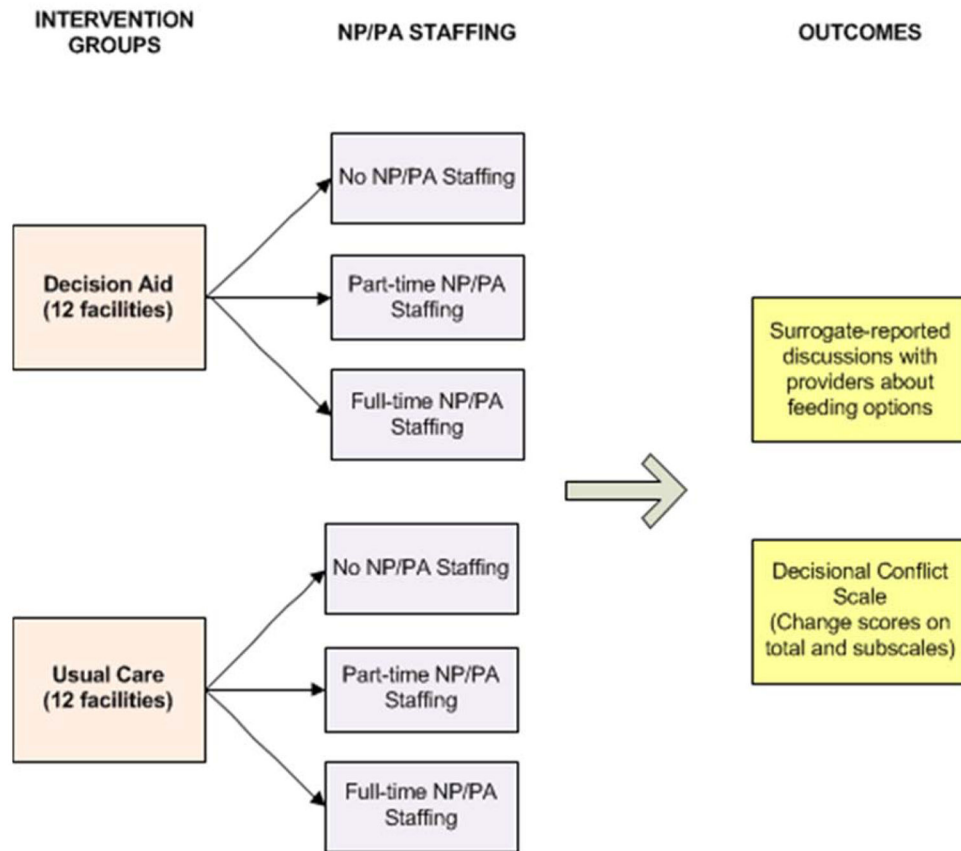 INTERVENTION
GROUPS
NP/PA STAFFING
OUTCOMES
No NP/PA Staffing
Decision Aid
(12 facilities)
Part-time NP/PA
Staffing
Full-time NP/PA
Staffing
No NP/PA Staffing
Usual Care
(12 facilities)
Part-time NP/PA
Staffing
Full-time NP/PA
Staffing
Surrogate-reported
discussions with
providers about
feeding options
Decisional Conflict
Scale
(Change scores on
total and subscales)